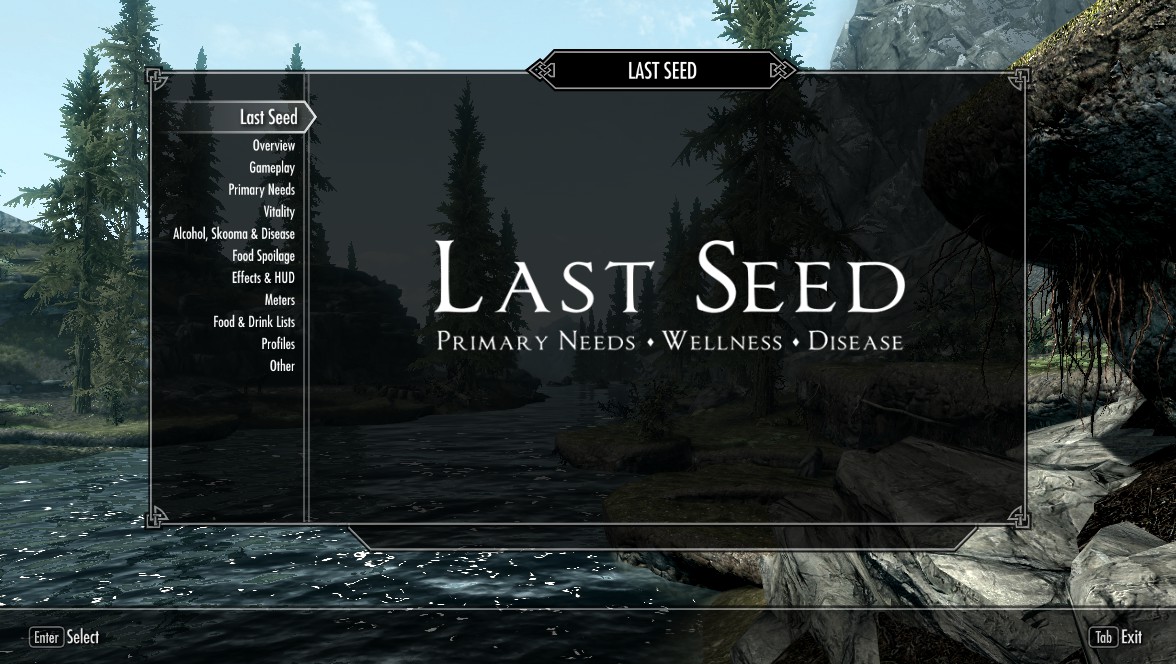 LAST SEED
Last Seed
Overview
Gameplay
Primary Needs
Vitality
Alcohol, Skooma & Disease
Food Spoilage
Effects & HUD
Meters
Food & Drink Lists
Profiles
Other
LAST SEED
PRIMARY NEEDS ♦ WELLNESS ♦ DISEASE
Enter Select
Tab Exit